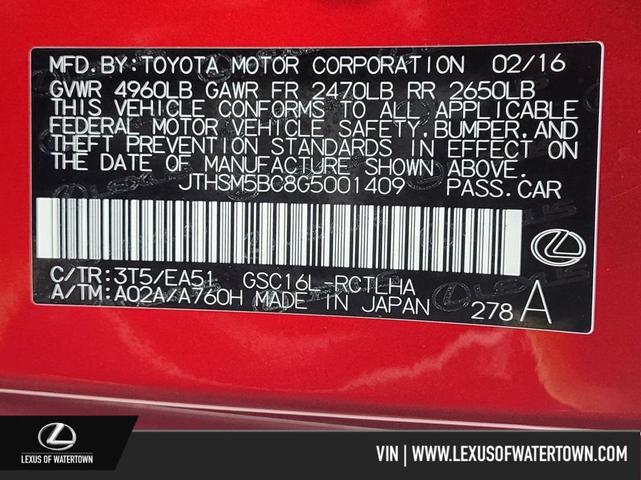 MFD.BY:TOYOTA MOTOR CORPORATION 02/16
GVWR 4960LB GAWR FR 2470LB RR 2650LB
THIS VEHICLE CONFORMS TO ALL APPLICABLE
FEDERAL MOTOR VEHICLE SAFETY,BUMPER,AND
THEFT PREVENTION STANDARDS IN EFFECT ON
THE DATE OF MANUFACTURE SHOWN ABOVE.
JTHSM5BC8G5001409 PASS.CAR
C/TR:3T5/EA51 GSC16L-RCTLHA
A/TM:A02A/A760H MADE IN JAPAN 278 A
LEXUS OF WATERTOWN.
VIN | WWW.LEXUSOFWATERTOWN.COM